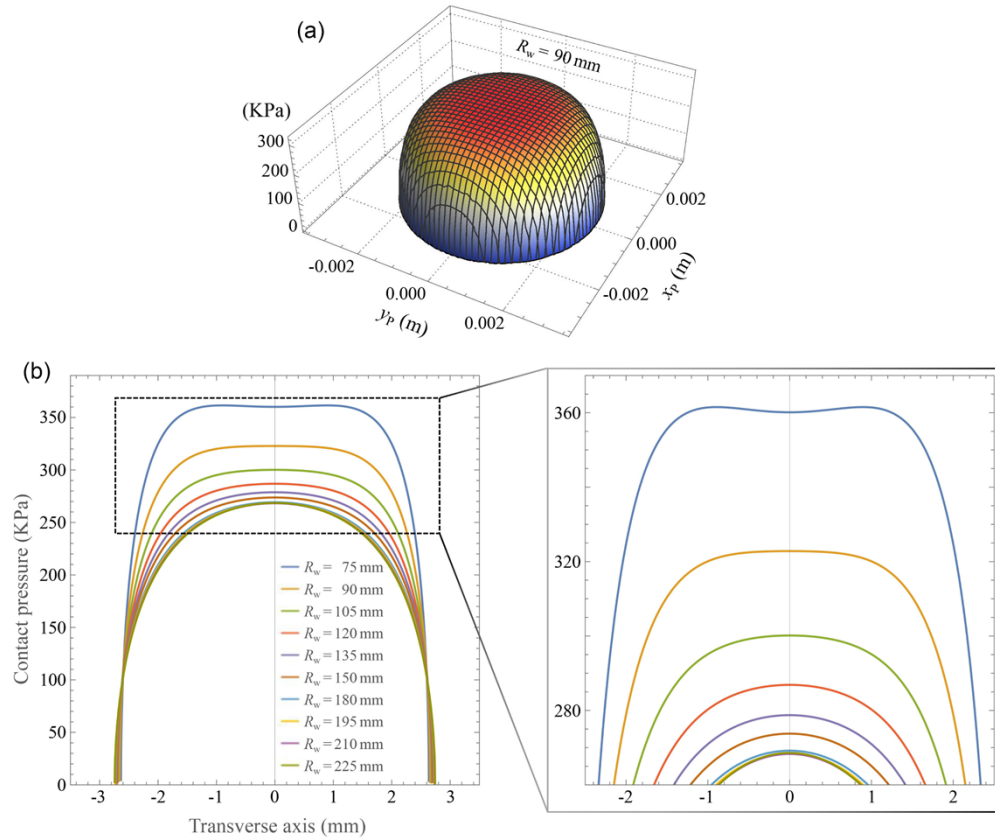 (a)
R_w = 90 mm
(KPa)
300
200
100
0
-0.002
0.000
0.002
y_P (m)
0.002
0.000
-0.002
x_P (m)
(b)
350
300
250
200
150
100
50
0
Contact pressure (KPa)
R_w = 75 mm
R_w = 90 mm
R_w = 105 mm
R_w = 120 mm
R_w = 135 mm
R_w = 150 mm
R_w = 180 mm
R_w = 195 mm
R_w = 210 mm
R_w = 225 mm
-3 -2 -1 0 1 2 3
Transverse axis (mm)
360
320
280
-2 -1 0 1 2